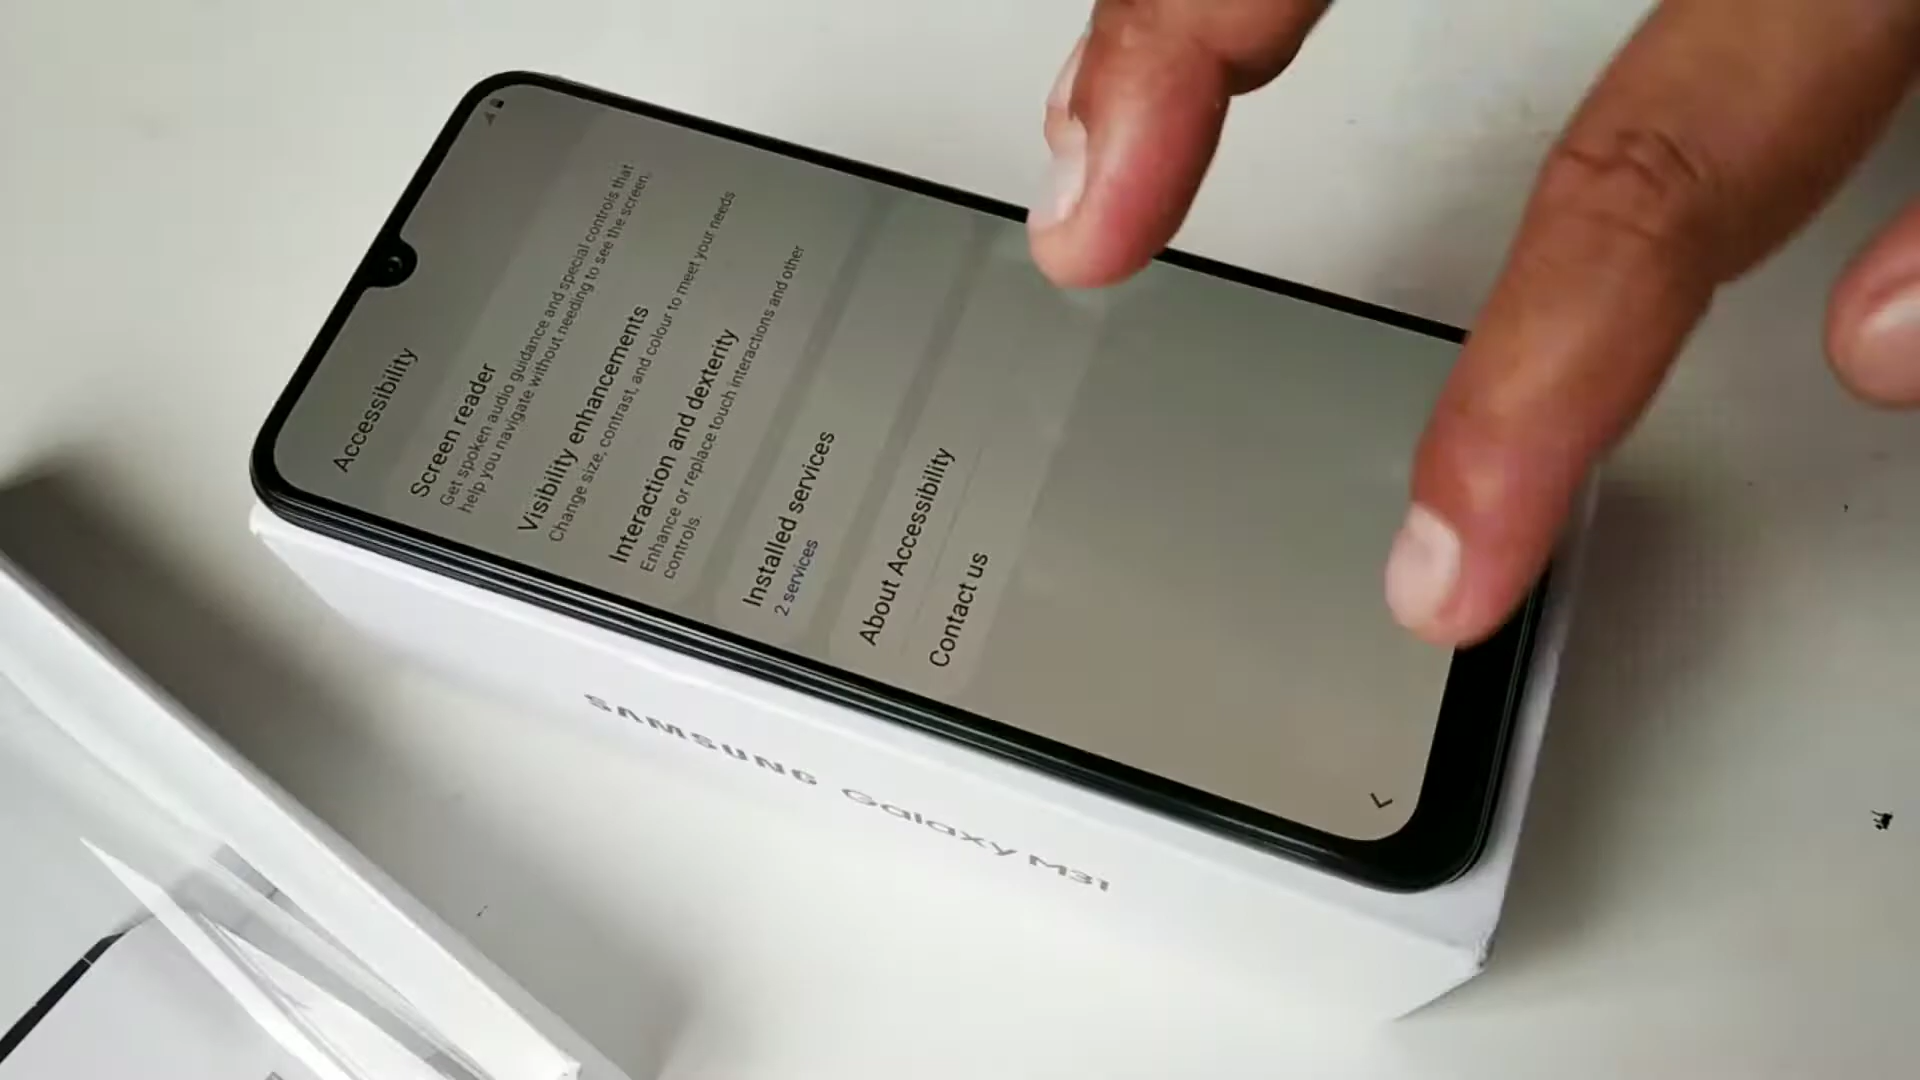 Accessibility
Screen reader
Get spoken audio guidance and special controls that
help you navigate without needing to see the screen.
Visibility enhancements
Change size, contrast, and colour to meet your needs
Interaction and dexterity
Enhance or replace touch interactions and other
controls.
Installed services
2 services
About Accessibility
Contact us
SAMSUNG Galaxy M31